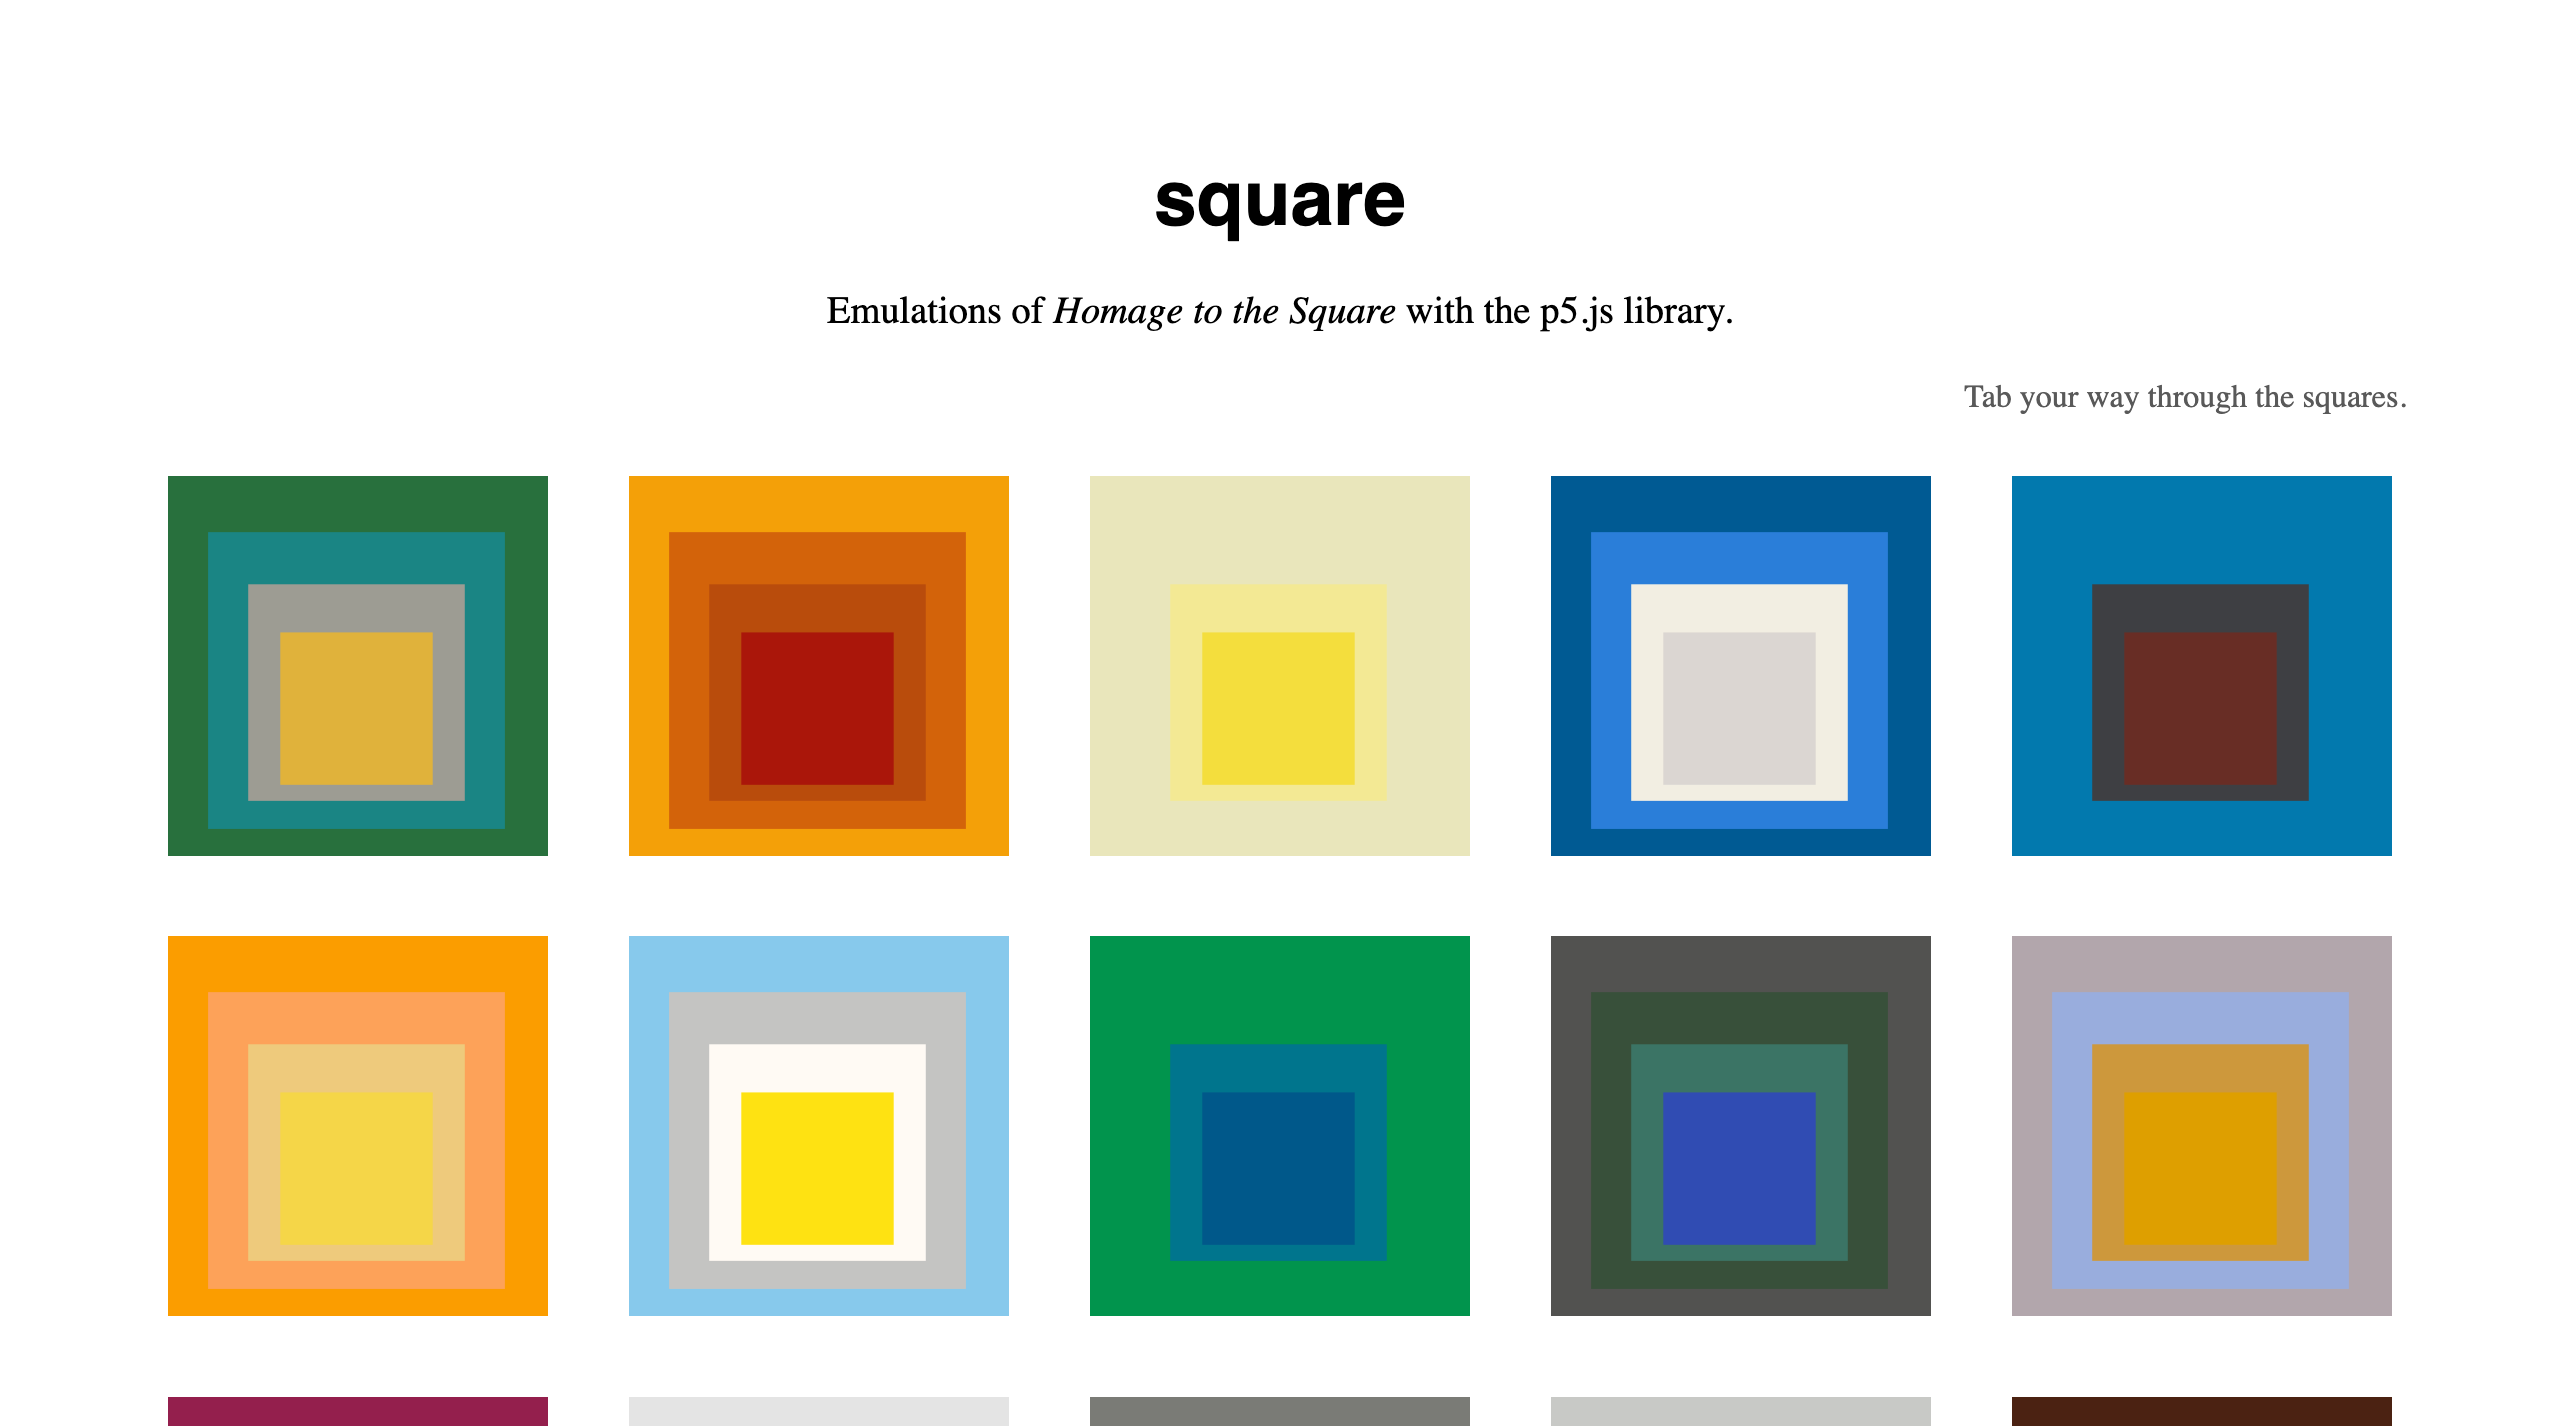 square
Emulations of Homage to the Square with the p5.js library.
Tab your way through the squares.